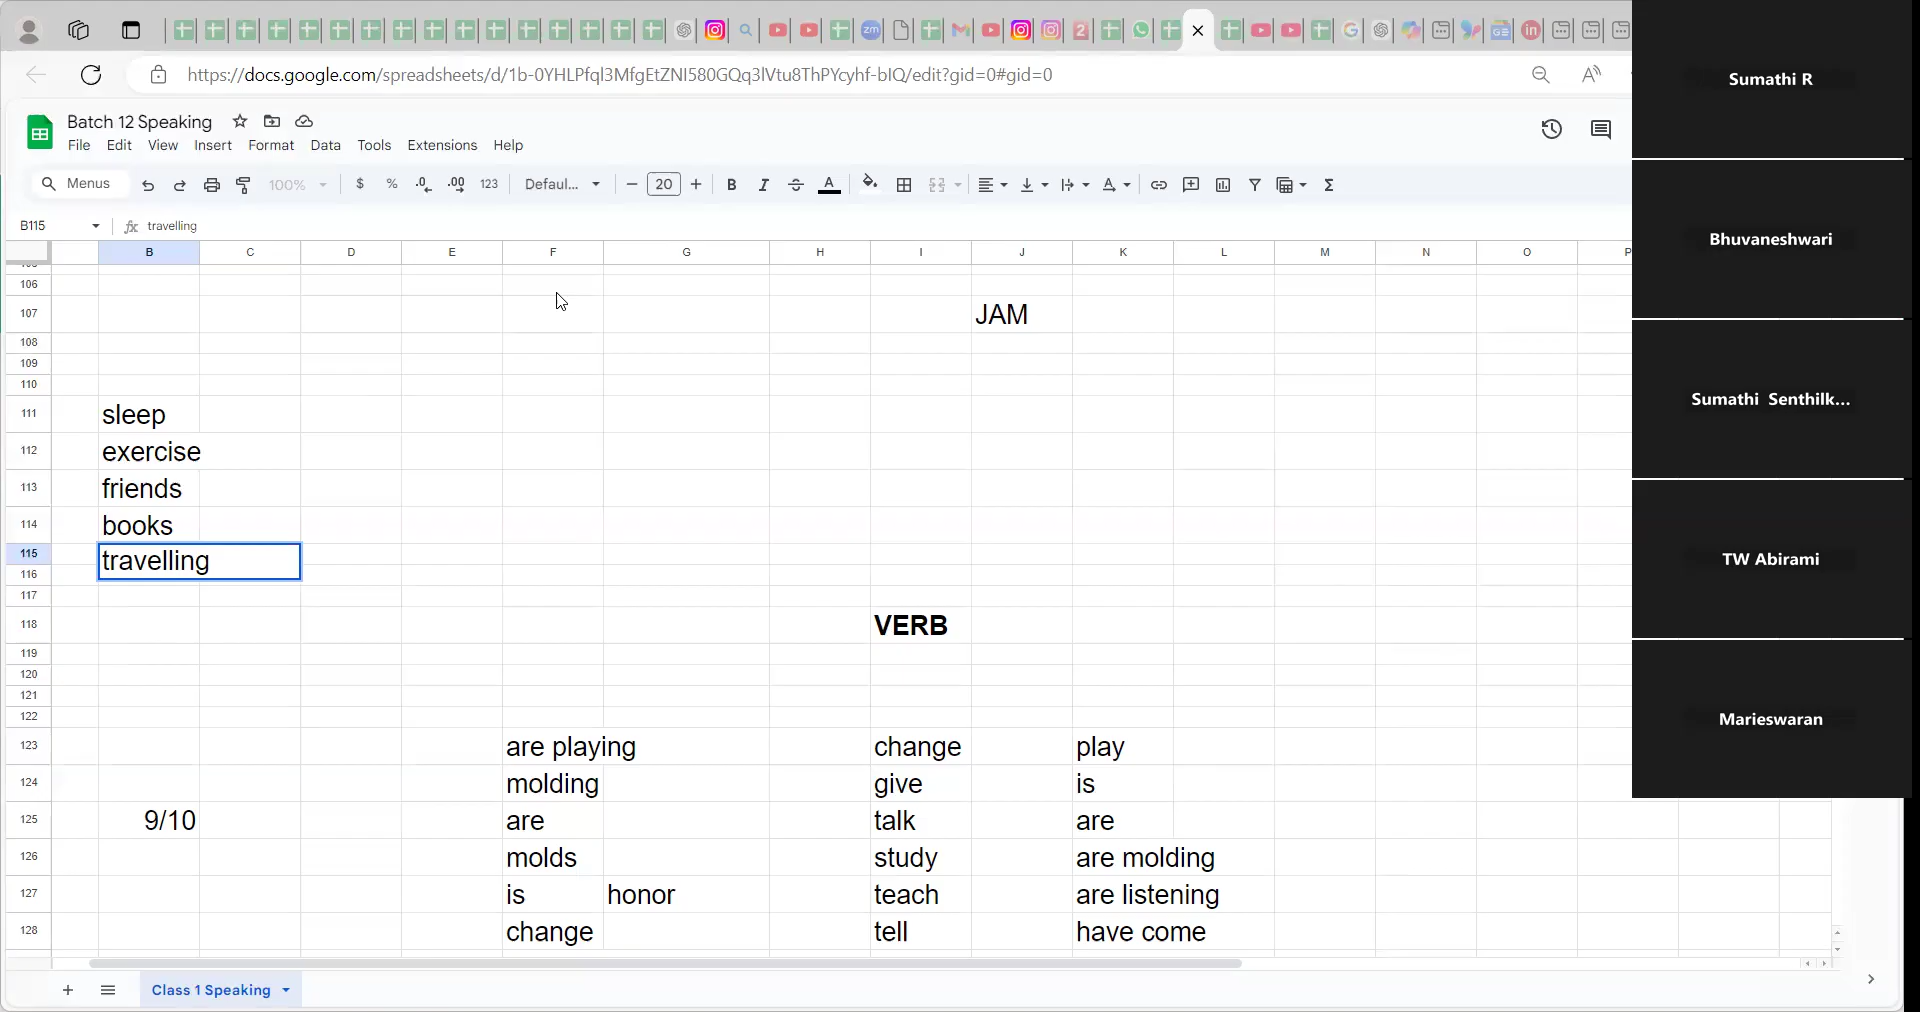 https://docs.google.com/spreadsheets/d/1b-0YHLPfql3MfgEtZNI580GQq3lVtu8ThPYcyhf-bIQ/edit?gid=0#gid=0
Batch 12 Speaking
File Edit View Insert Format Data Tools Extensions Help
Menus 100% $ % .0 .00 123 Defaul... 20 B I A Σ
B115 fx travelling
B C D E F G H I J K L M N O P
106
107 JAM
108
109
110
111 sleep
112 exercise
113 friends
114 books
115 travelling
116
117
118 VERB
119
120
121
122
123 are playing change play
124 molding give is
125 9/10 are talk are
126 molds study are molding
127 is honor teach are listening
128 change tell have come
Class 1 Speaking
Sumathi R
Bhuvaneshwari
Sumathi Senthilk...
TW Abirami
Marieswaran